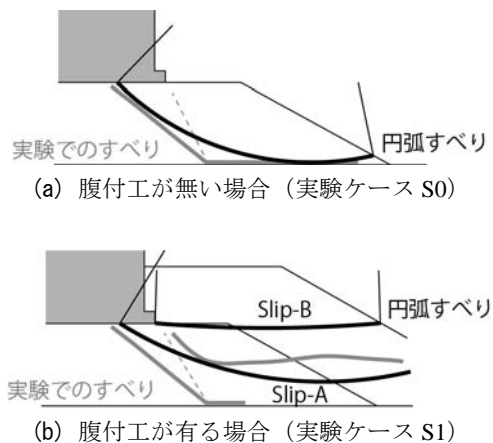 実験でのすべり
円弧すべり
(a) 腹付工が無い場合（実験ケース S0）
Slip-B
円弧すべり
実験でのすべり
Slip-A
(b) 腹付工が有る場合（実験ケース S1）